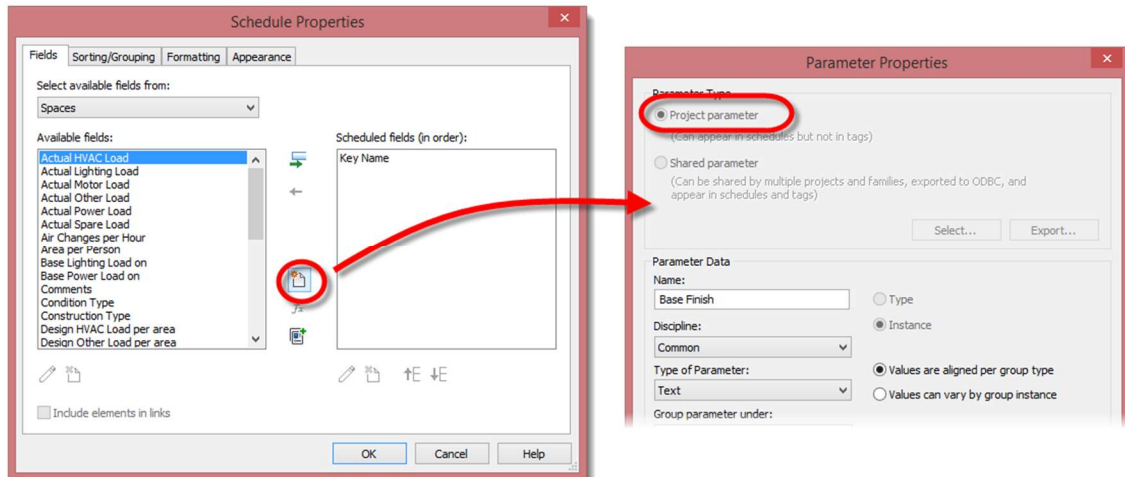 Schedule Properties
Fields
Sorting/Grouping
Formatting
Appearance
Select available fields from:
Spaces
Available fields:
Actual HVAC Load
Actual Lighting Load
Actual Motor Load
Actual Other Load
Actual Power Load
Actual Spare Load
Air Changes per Hour
Area per Person
Base Lighting Load on
Base Power Load on
Comments
Condition Type
Construction Type
Design HVAC Load per area
Design Other Load per area
Scheduled fields (in order):
Key Name
Include elements in links
OK
Cancel
Help
Parameter Properties
Parameter Type
Project parameter
(Can appear in schedules but not in tags)
Shared parameter
(Can be shared by multiple projects and families, exported to ODBC, and
appear in schedules and tags)
Select...
Export...
Parameter Data
Name:
Base Finish
Type
Discipline:
Instance
Common
Type of Parameter:
Values are aligned per group type
Text
Values can vary by group instance
Group parameter under: